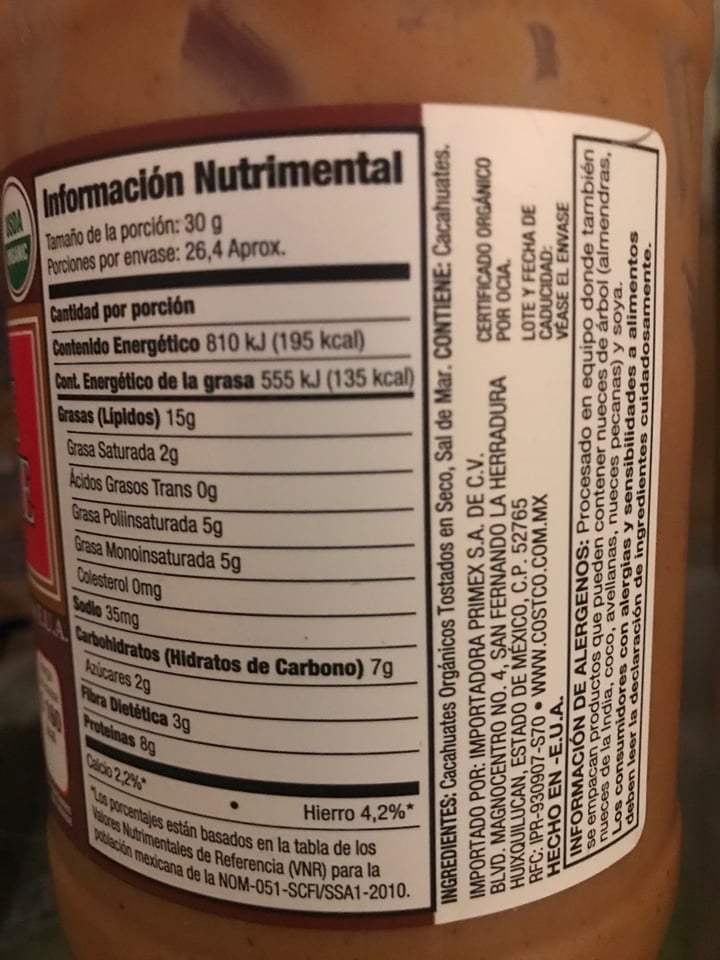 USDA
ORGANIC
Información Nutrimental
Tamaño de la porción: 30 g
Porciones por envase: 26,4 Aprox.
Cantidad por porción
Contenido Energético 810 kJ (195 kcal)
Cont. Energético de la grasa 555 kJ (135 kcal)
Grasas (Lípidos) 15g
Grasa Saturada 2g
Ácidos Grasos Trans 0g
Grasa Poliinsaturada 5g
Grasa Monoinsaturada 5g
Colesterol 0mg
Sodio 35mg
Carbohidratos (Hidratos de Carbono) 7g
Azúcares 2g
Fibra Dietética 3g
Proteinas 8g
Calcio 2,2%* • Hierro 4,2%*
*Los porcentajes están basados en la tabla de los
Valores Nutrimentales de Referencia (VNR) para la
población mexicana de la NOM-051-SCFI/SSA1-2010.
INGREDIENTES: Cacahuates Orgánicos Tostados en Seco, Sal de Mar. CONTIENE: Cacahuates.
IMPORTADO POR: IMPORTADORA PRIMEX S.A. DE C.V.
BLVD. MAGNOCENTRO NO. 4, SAN FERNANDO LA HERRADURA
HUIXQUILUCAN, ESTADO DE MÉXICO, C.P. 52765
RFC: IPR-930907-S70 • WWW.COSTCO.COM.MX
HECHO EN -E.U.A.
CERTIFICADO ORGÁNICO
POR OCIA.
LOTE Y FECHA DE
CADUCIDAD:
VÉASE EL ENVASE
INFORMACIÓN DE ALERGENOS: Procesado en equipo donde también
se empacan productos que pueden contener nueces de árbol (almendras,
nueces de la India, coco, avellanas, nueces pecanas) y soya.
Los consumidores con alergias y sensibilidades a alimentos
deben leer la declaración de ingredientes cuidadosamente.